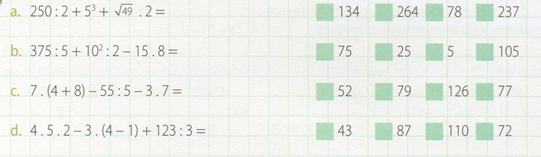 a. 250 : 2 + 5³ + √49 . 2 = 134 264 78 237
b. 375 : 5 + 10² : 2 – 15 . 8 = 75 25 5 105
c. 7 . (4 + 8) – 55 : 5 – 3 . 7 = 52 79 126 77
d. 4 . 5 . 2 – 3 . (4 – 1) + 123 : 3 = 43 87 110 72